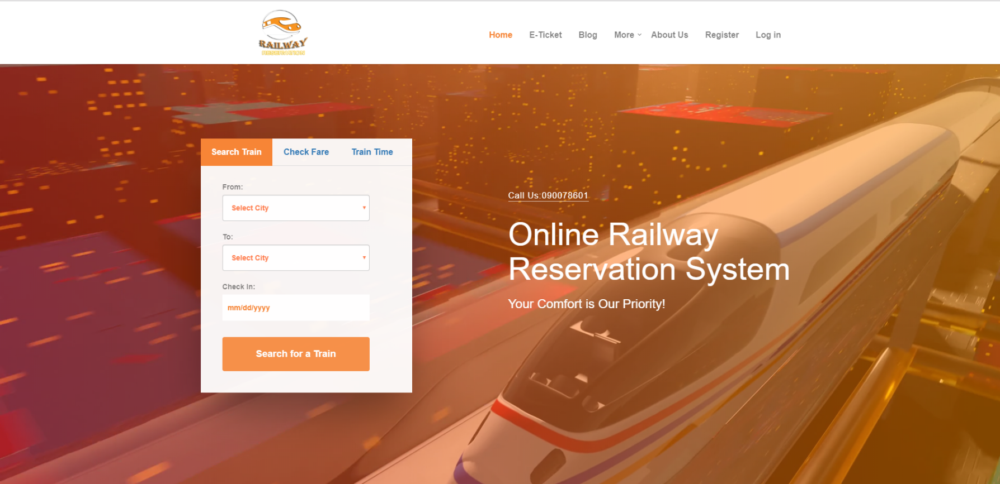 RAILWAY
RESERVATION
Home E-Ticket Blog More About Us Register Log in
Search Train Check Fare Train Time
From:
Select City
To:
Select City
Check In:
mm/dd/yyyy
Search for a Train
Call Us:090078601
Online Railway
Reservation System
Your Comfort is Our Priority!